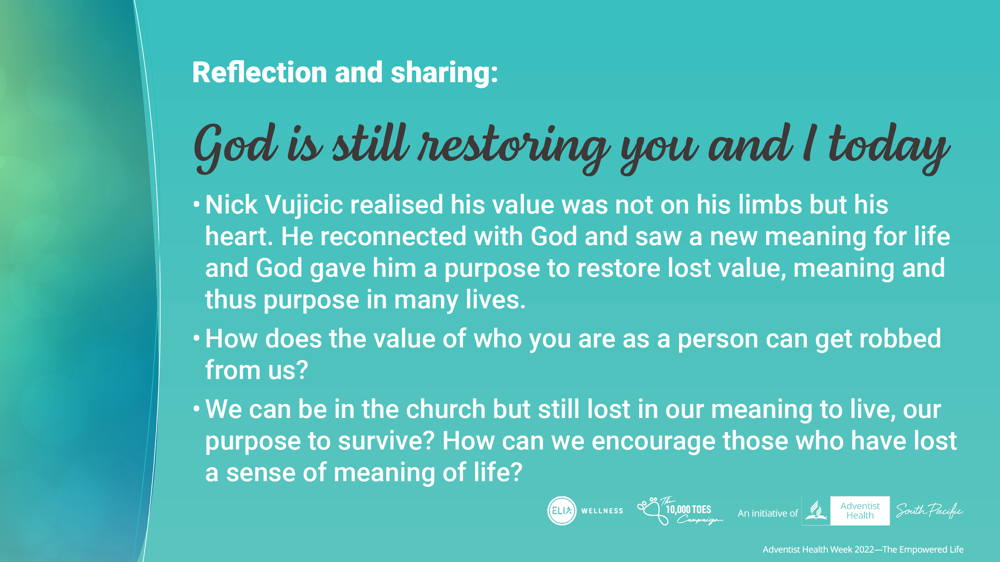 Reflection and sharing:
God is still restoring you and I today
• Nick Vujicic realised his value was not on his limbs but his
heart. He reconnected with God and saw a new meaning for life
and God gave him a purpose to restore lost value, meaning and
thus purpose in many lives.
• How does the value of who you are as a person can get robbed
from us?
• We can be in the church but still lost in our meaning to live, our
purpose to survive? How can we encourage those who have lost
a sense of meaning of life?
ELIA WELLNESS
The
10,000 TOES
Campaign
An initiative of
Adventist
Health
South Pacific
Adventist Health Week 2022—The Empowered Life